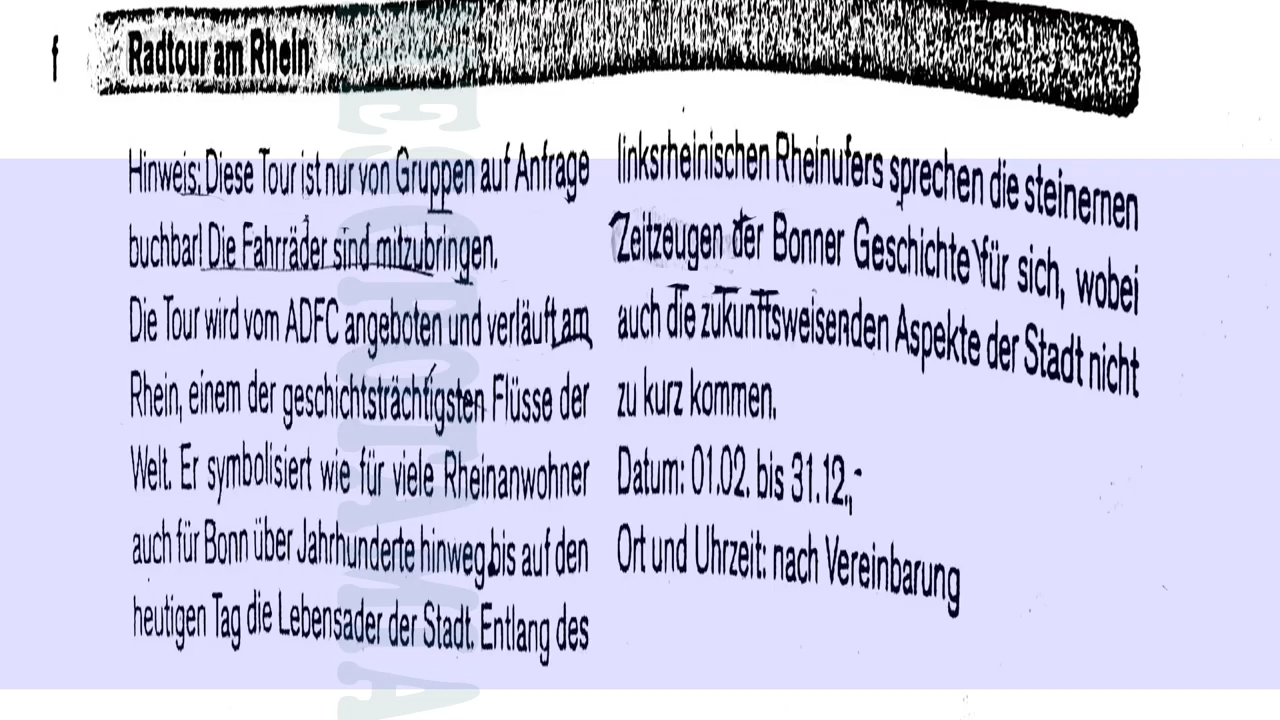 f
Radtour am Rhein
Hinweis: Diese Tour ist nur von Gruppen auf Anfrage
buchbar! Die Fahrräder sind mitzubringen.
Die Tour wird vom ADFC angeboten und verläuft am
Rhein, einem der geschichtsträchtigsten Flüsse der
Welt. Er symbolisiert wie für viele Rheinanwohner
auch für Bonn über Jahrhunderte hinweg bis auf den
heutigen Tag die Lebensader der Stadt. Entlang des
linksrheinischen Rheinufers sprechen die steinernen
Zeitzeugen der Bonner Geschichte für sich, wobei
auch die zukunftsweisenden Aspekte der Stadt nicht
zu kurz kommen.
Datum: 01.02. bis 31.12.,
Ort und Uhrzeit: nach Vereinbarung